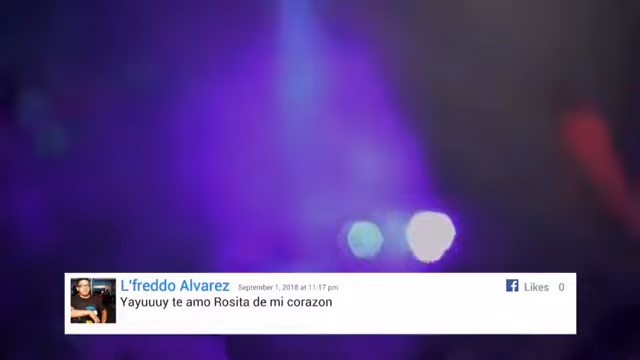 L'freddo Alvarez September 1, 2018 at 11:17 pm Likes 0
Yayuuuy te amo Rosita de mi corazon